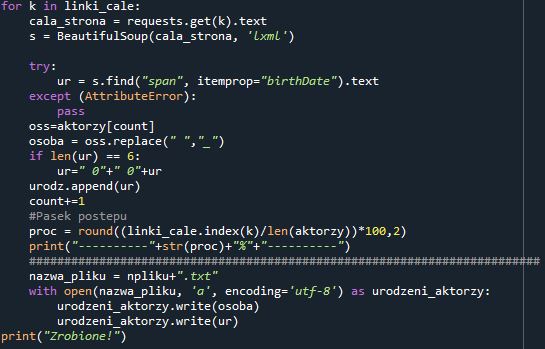 for k in linki_cale:
    cala_strona = requests.get(k).text
    s = BeautifulSoup(cala_strona, 'lxml')

    try:
        ur = s.find("span", itemprop="birthDate").text
    except (AttributeError):
        pass
    oss=aktorzy[count]
    osoba = oss.replace(" ","_")
    if len(ur) == 6:
        ur=" 0"+" 0"+ur
    urodz.append(ur)
    count+=1
    #Pasek postepu
    proc = round((linki_cale.index(k)/len(aktorzy))*100,2)
    print("----------"+str(proc)+"%"+"----------")
    #######################################################################
    nazwa_pliku = npliku+".txt"
    with open(nazwa_pliku, 'a', encoding='utf-8') as urodzeni_aktorzy:
        urodzeni_aktorzy.write(osoba)
        urodzeni_aktorzy.write(ur)
print("Zrobione!")